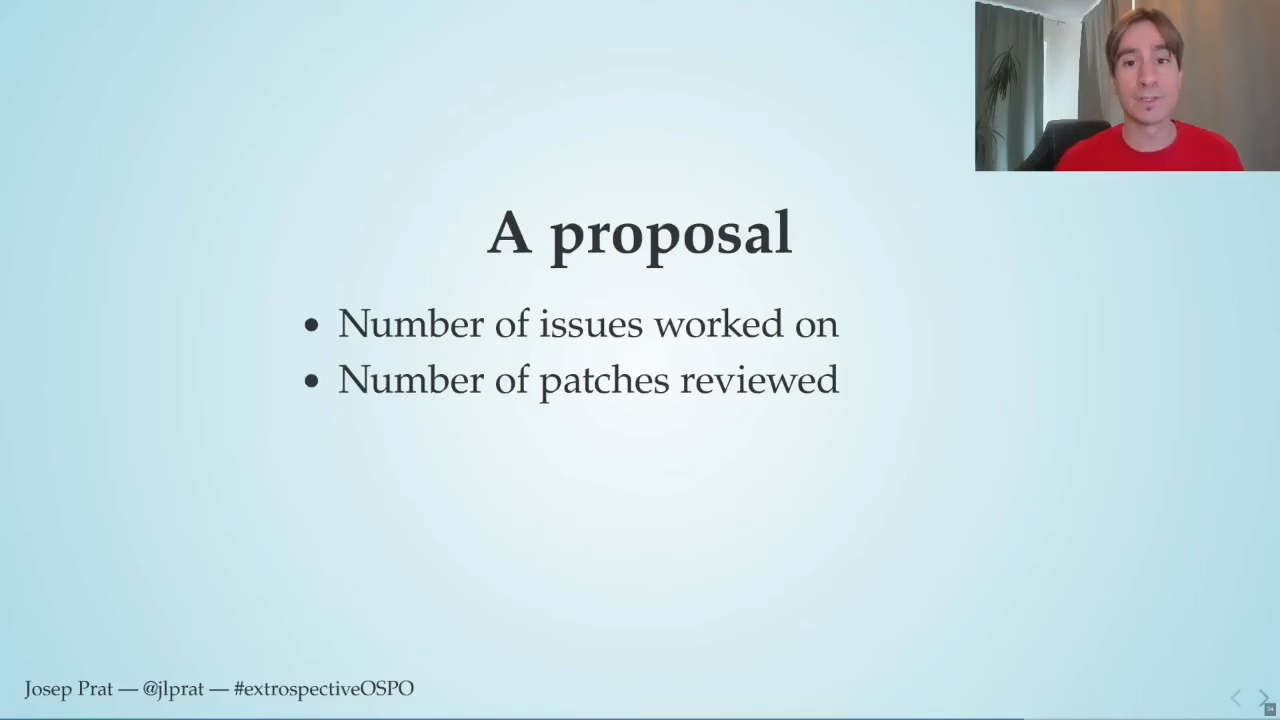 A proposal
• Number of issues worked on
• Number of patches reviewed
Josep Prat — @jlprat — #extrospectiveOSPO